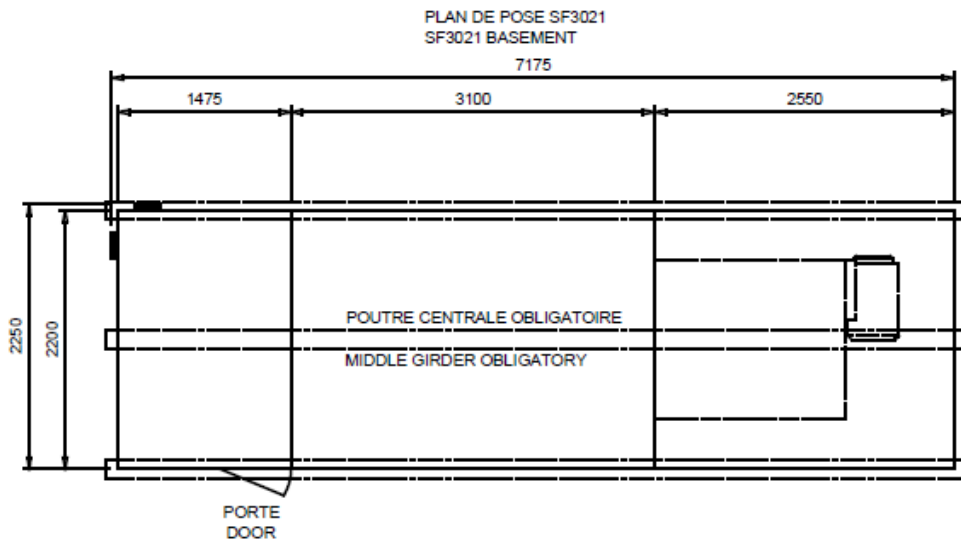 PLAN DE POSE SF3021
SF3021 BASEMENT
7175
1475
3100
2550
2250
2200
POUTRE CENTRALE OBLIGATOIRE
MIDDLE GIRDER OBLIGATORY
PORTE
DOOR